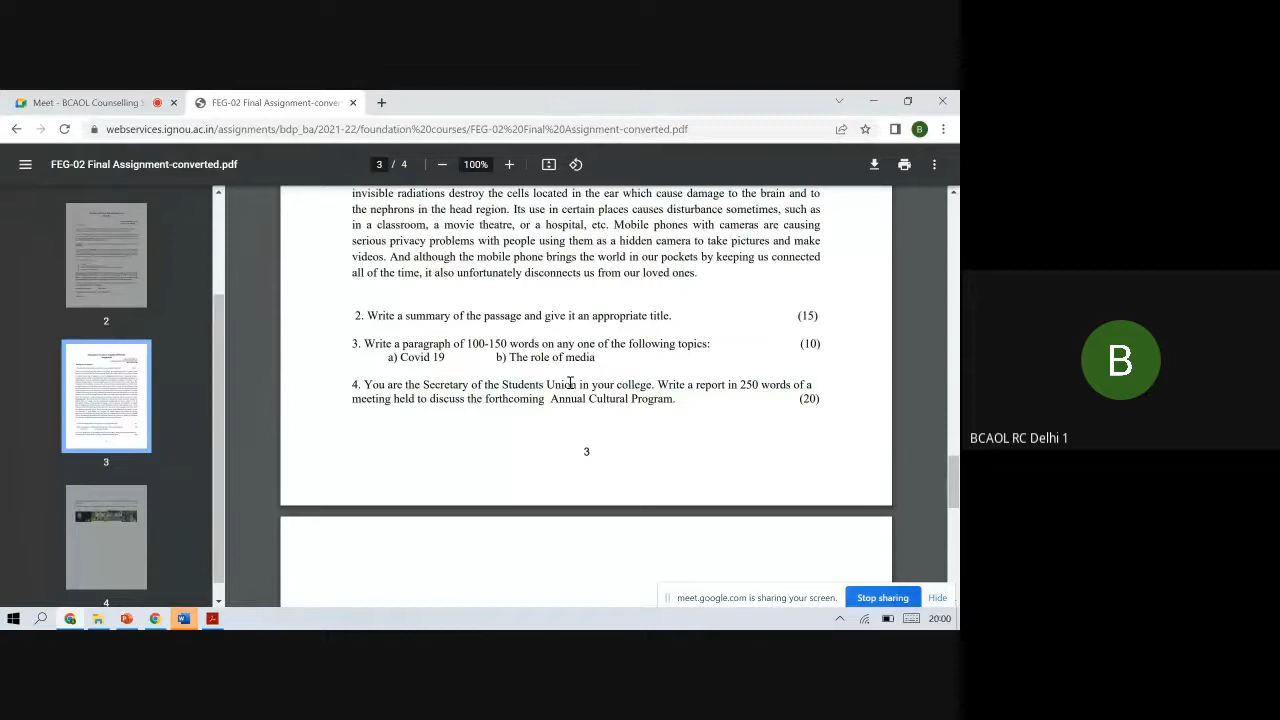 Meet - BCAOL Counselling S
FEG-02 Final Assignment-conver
webservices.ignou.ac.in/assignments/bdp_ba/2021-22/foundation%20courses/FEG-02%20Final%20Assignment-converted.pdf
B
FEG-02 Final Assignment-converted.pdf
3 / 4
100%
invisible radiations destroy the cells located in the ear which cause damage to the brain and to
the nephrons in the head region. Its use in certain places causes disturbance sometimes, such as
in a classroom, a movie theatre, or a hospital, etc. Mobile phones with cameras are causing
serious privacy problems with people using them as a hidden camera to take pictures and make
videos. And although the mobile phone brings the world in our pockets by keeping us connected
all of the time, it also unfortunately disconnects us from our loved ones.
2. Write a summary of the passage and give it an appropriate title. (15)
3. Write a paragraph of 100-150 words on any one of the following topics: (10)
a) Covid 19 b) The role of media
4. You are the Secretary of the Students Union in your college. Write a report in 250 words of a
meeting held to discuss the forthcoming Annual Cultural Program. (20)
3
2
3
4
meet.google.com is sharing your screen. Stop sharing Hide
20:00
B
BCAOL RC Delhi 1